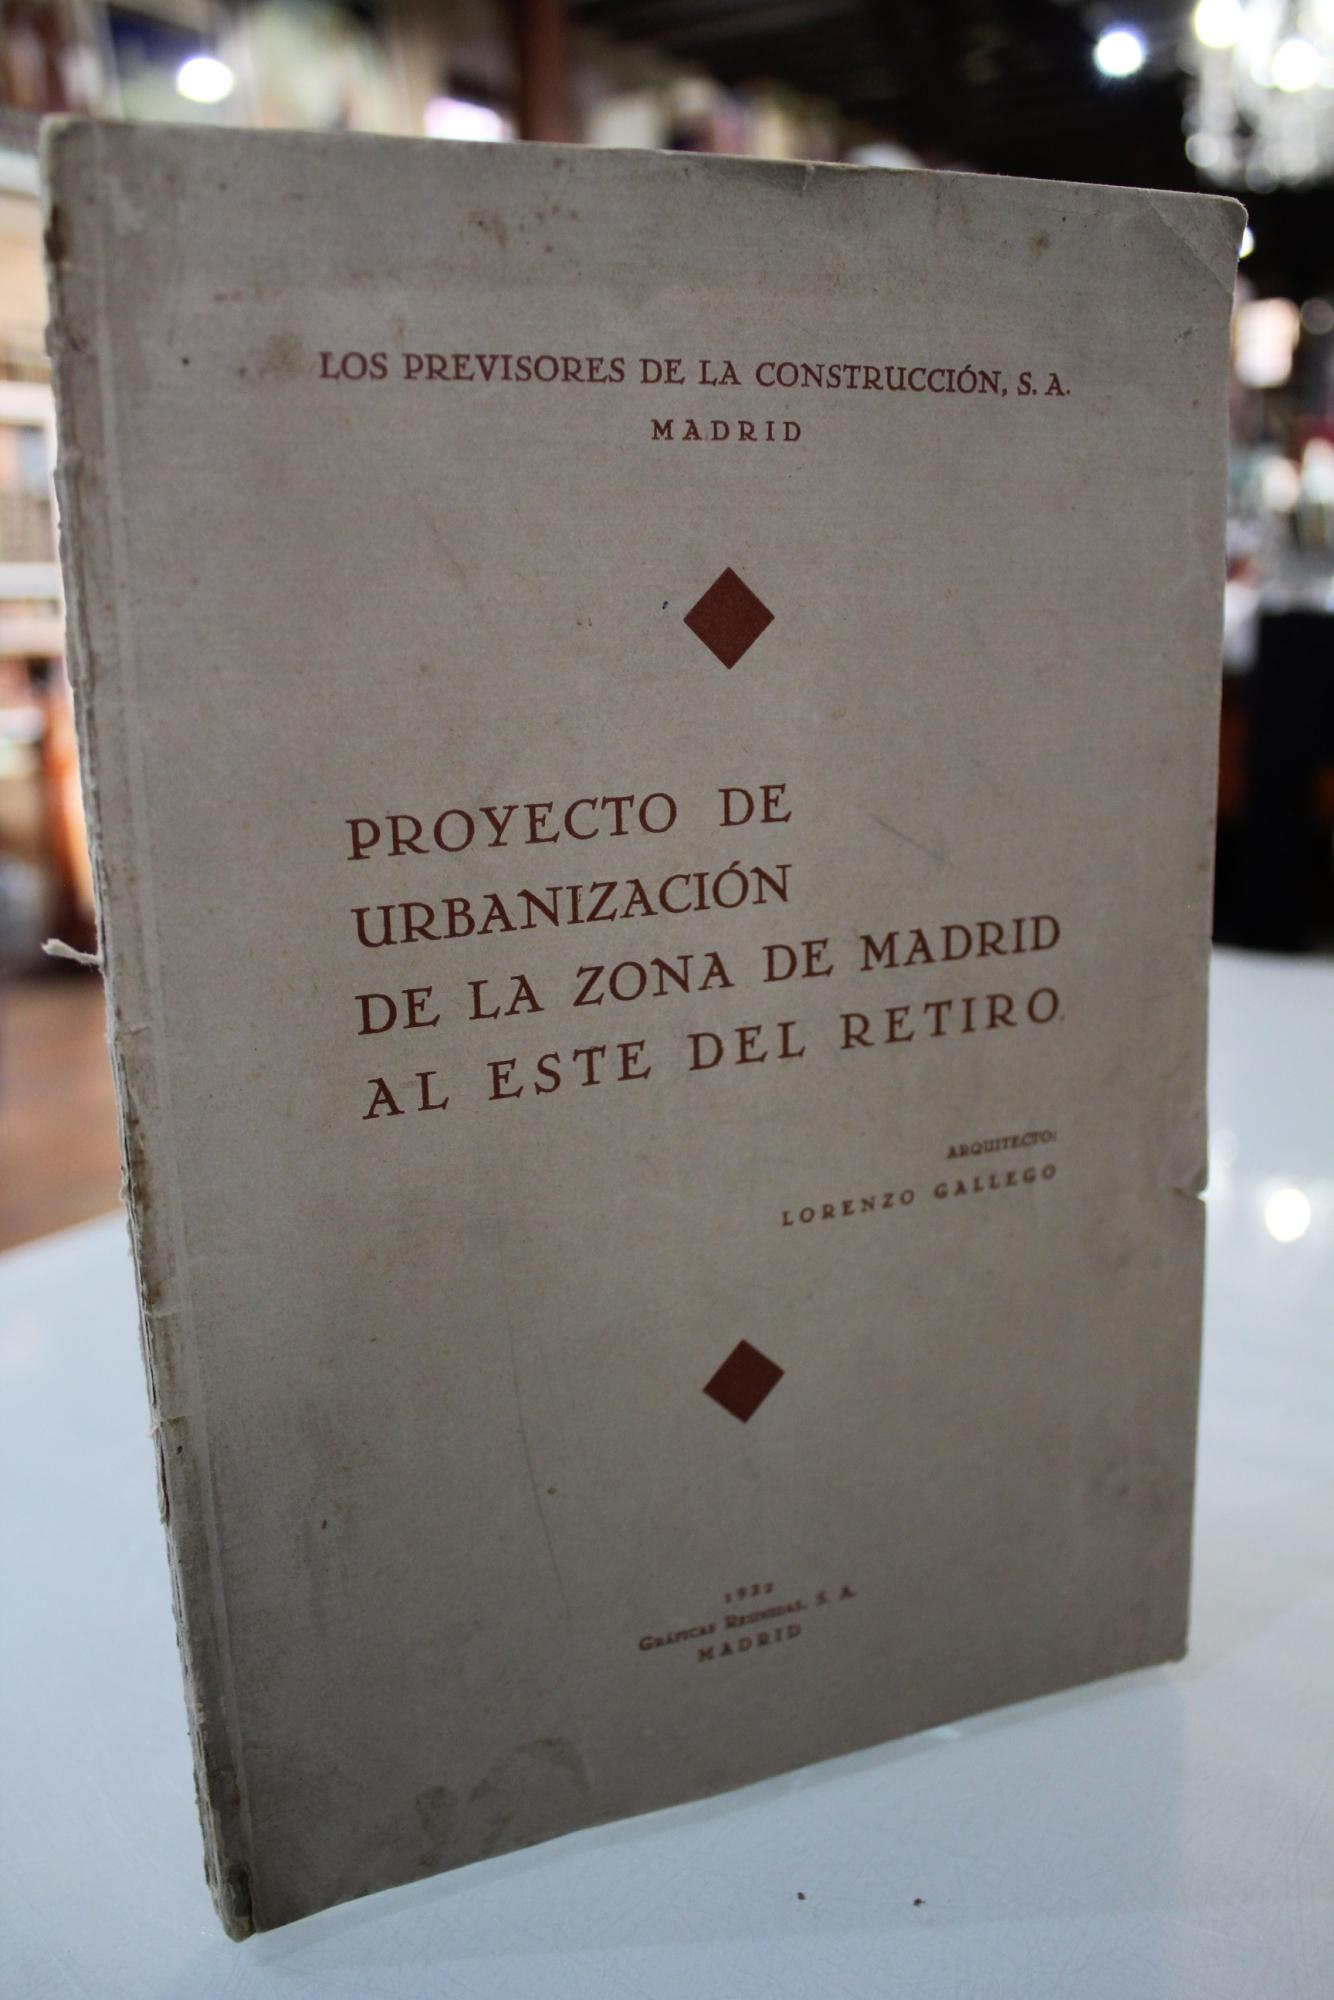 LOS PREVISORES DE LA CONSTRUCCIÓN, S. A.
MADRID
PROYECTO DE
URBANIZACIÓN
DE LA ZONA DE MADRID
AL ESTE DEL RETIRO
ARQUITECTO:
LORENZO GALLEGO
1932
GRÁFICAS REUNIDAS, S. A.
MADRID